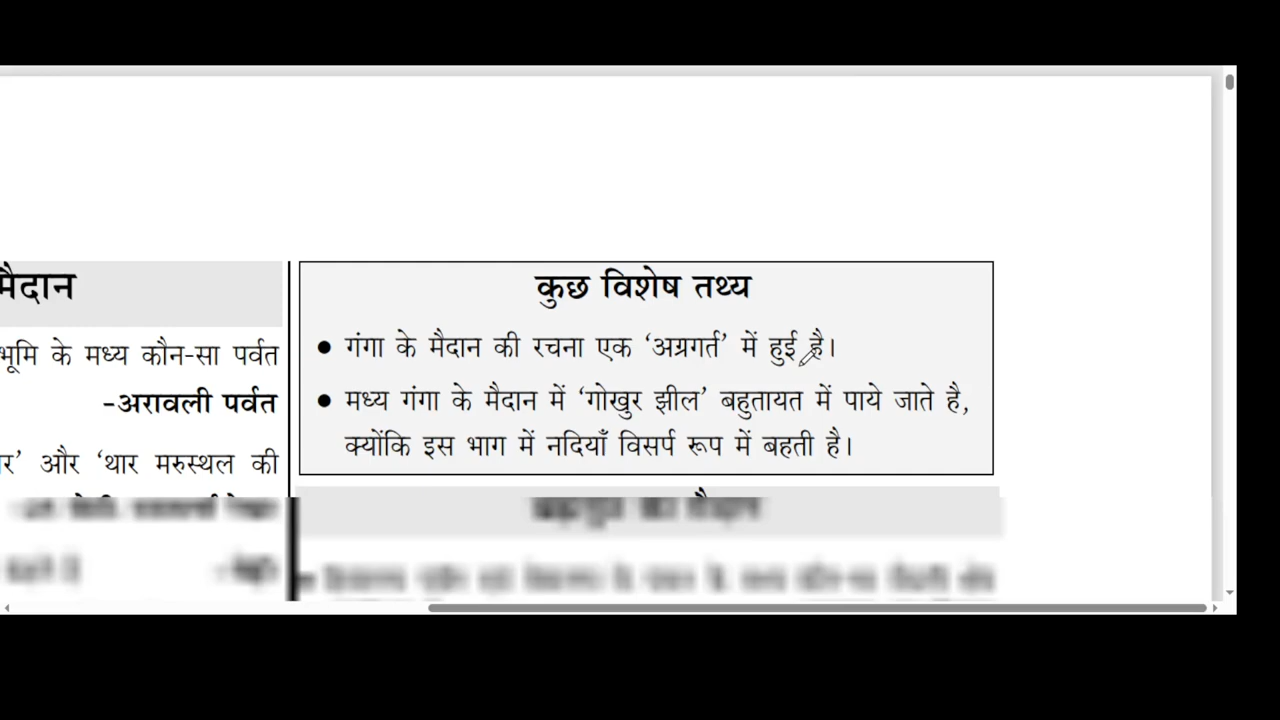 मैदान
भूमि के मध्य कौन-सा पर्वत
-अरावली पर्वत
और ‘थार मरुस्थल की
कुछ विशेष तथ्य
● गंगा के मैदान की रचना एक ‘अग्रगर्त’ में हुई है।
● मध्य गंगा के मैदान में ‘गोखुर झील’ बहुतायत में पाये जाते है,
क्योंकि इस भाग में नदियाँ विसर्प रूप में बहती है।